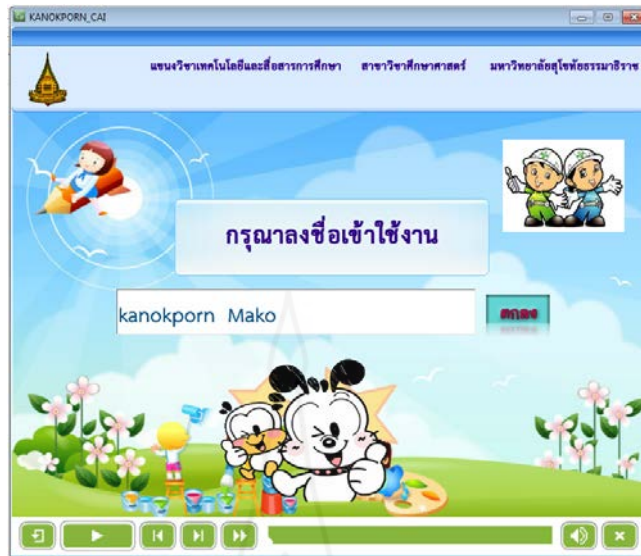 KANOKPORN_CAI
แขนงวิชาเทคโนโลยีและสื่อสารการศึกษา สาขาวิชาศึกษาศาสตร์ มหาวิทยาลัยสุโขทัยธรรมาธิราช
กรุณาลงชื่อเข้าใช้งาน
kanokporn Mako
ตกลง